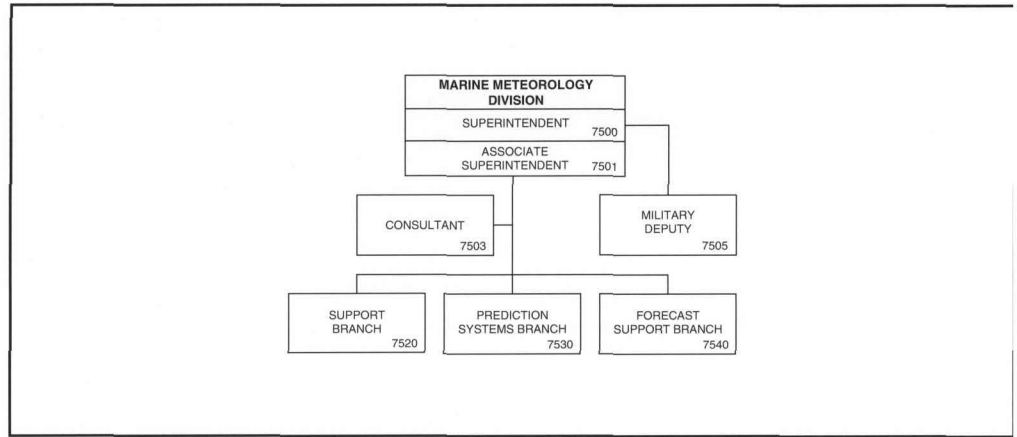 MARINE METEOROLOGY
DIVISION
SUPERINTENDENT
7500
ASSOCIATE
SUPERINTENDENT
7501
CONSULTANT
7503
MILITARY
DEPUTY
7505
SUPPORT
BRANCH
7520
PREDICTION
SYSTEMS BRANCH
7530
FORECAST
SUPPORT BRANCH
7540